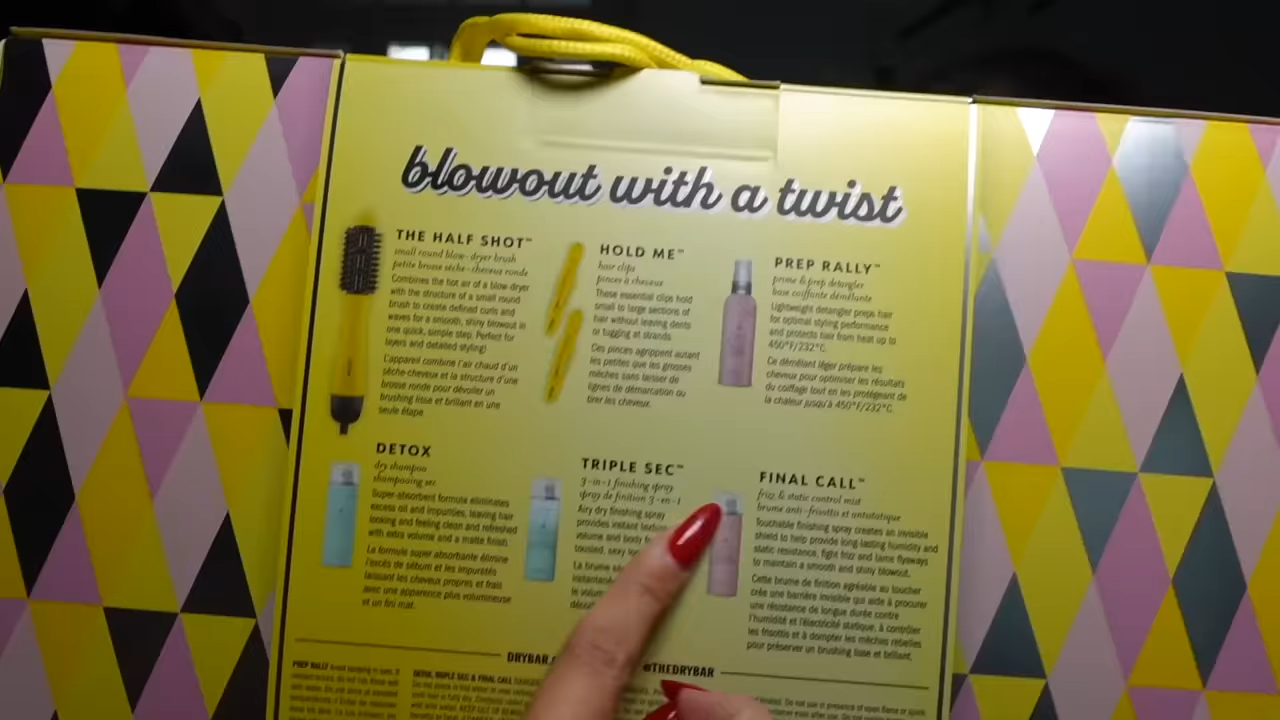 blowout with a twist
THE HALF SHOT™
small round blow-dryer brush
petite brosse sèche-cheveux ronde
Combines the hot air of a blow-dryer
with the structure of a small round
brush to create defined curls and
waves for a smooth, shiny blowout in
one quick, simple step. Perfect for
layers and detailed styling!
L'appareil combine l'air chaud d'un
sèche-cheveux et la structure d'une
brosse ronde pour dévoiler un
brushing lisse et brillant en une
seule étape.
HOLD ME™
hair clips
pinces à cheveux
These essential clips hold
small to large sections of
hair without leaving dents
or tugging at strands.
Ces pinces agrippent autant
les petites que les grosses
mèches sans laisser de
lignes de démarcation ou
tirer les cheveux.
PREP RALLY™
prime & prep detangler
base coiffante démêlante
Lightweight detangler preps hair
for optimal styling performance
and protects hair from heat up to
450°F/232°C.
Ce démêlant léger prépare les
cheveux pour optimiser les résultats
du coiffage tout en les protégeant de
la chaleur jusqu'à 450°F/232°C.
DETOX
dry shampoo
shampooing sec
Super-absorbent formula eliminates
excess oil and impurities, leaving hair
looking and feeling clean and refreshed
with extra volume and a matte finish.
La formule super absorbante élimine
l'excès de sébum et les impuretés
laissant les cheveux propres et frais
avec une apparence plus volumineuse
et un fini mat.
TRIPLE SEC™
3-in-1 finishing spray
spray de finition 3-en-1
Airy dry finishing spray
provides instant
volume and body
tousled, sexy
La brume
le
FINAL CALL™
frizz & static control mist
brume anti-frisottis et antistatique
Touchable finishing spray creates an invisible
shield to help provide long-lasting humidity and
static resistance, fight frizz and tame flyaways
to maintain a smooth and shiny blowout.
Cette brume de finition agréable au toucher
crée une barrière invisible qui aide à procurer
une résistance de longue durée contre
l'humidité et l'électricité statique, à contrôler
les frisottis et à dompter les mèches rebelles
pour préserver un brushing lisse et brillant.
DRYBAR
@THEDRYBAR
PREP RALLY
DETOX, TRIPLE SEC & FINAL CALL